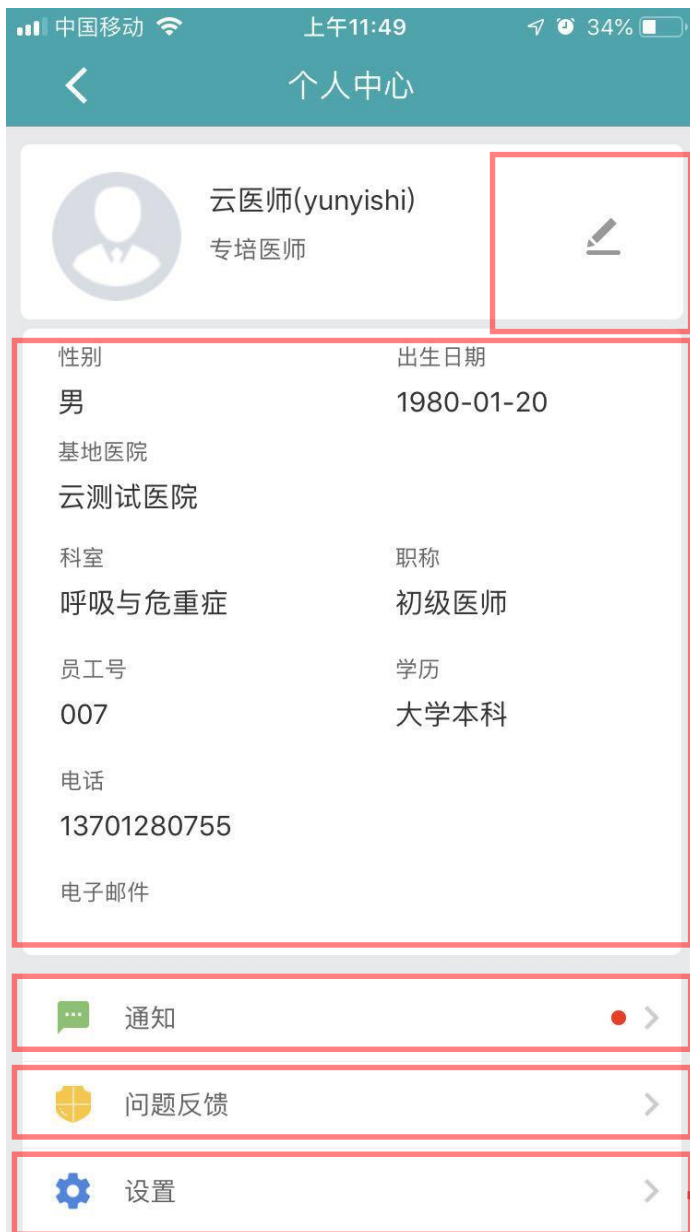 中国移动 上午11:49 34%
个人中心
云医师(yunyishi)
专培医师
性别 出生日期
男 1980-01-20
基地医院
云测试医院
科室 职称
呼吸与危重症 初级医师
员工号 学历
007 大学本科
电话
13701280755
电子邮件
通知
问题反馈
设置